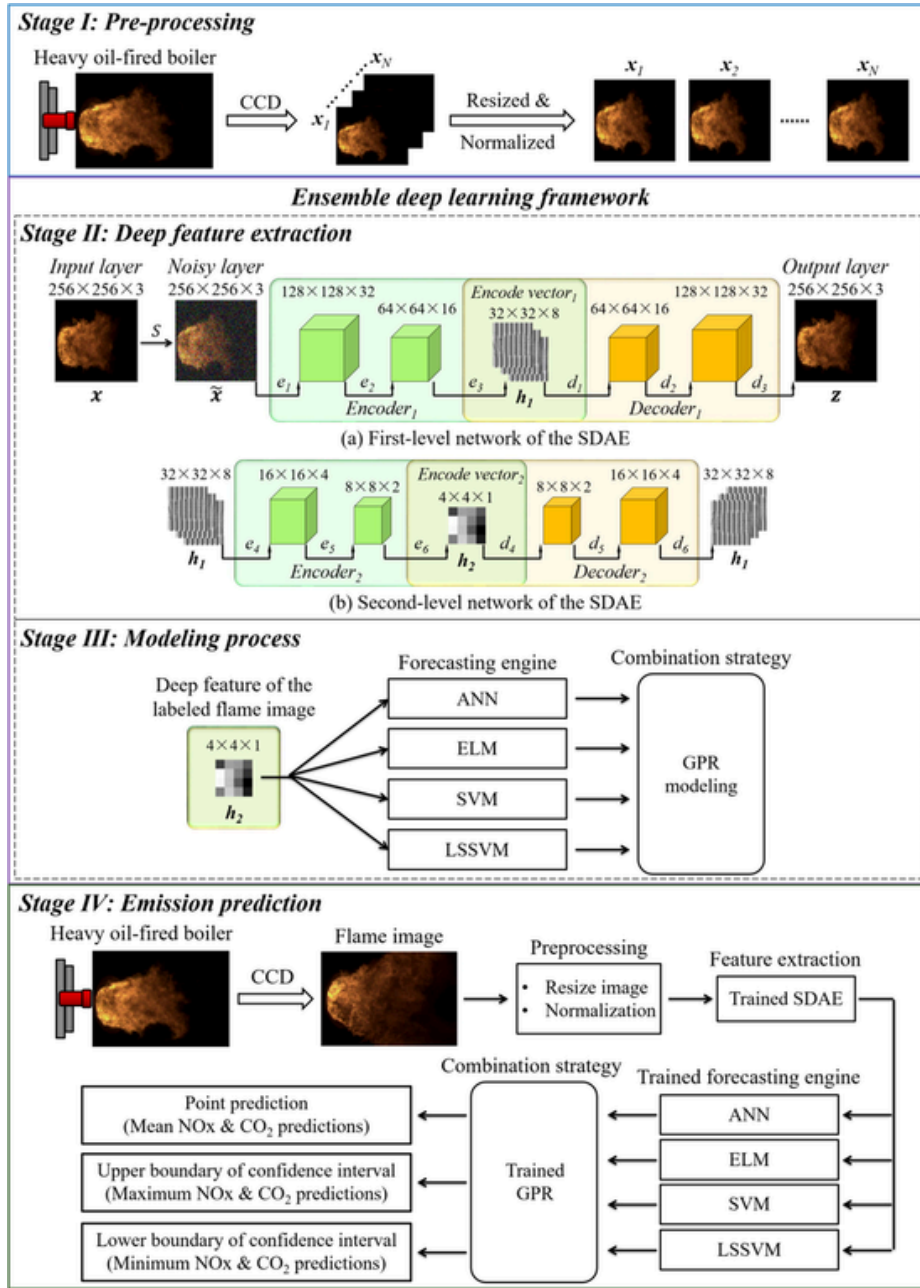 Stage I: Pre-processing
Heavy oil-fired boiler
CCD
x1
xN
Resized &
Normalized
x1
x2
xN
......
Ensemble deep learning framework
Stage II: Deep feature extraction
Input layer
256×256×3
x
S
Noisy layer
256×256×3
x̃
e1
128×128×32
e2
64×64×16
e3
Encoder1
Encode vector1
32×32×8
h1
d1
64×64×16
d2
128×128×32
d3
Decoder1
Output layer
256×256×3
z
(a) First-level network of the SDAE
32×32×8
h1
e4
16×16×4
e5
8×8×2
e6
Encoder2
Encode vector2
4×4×1
h2
d4
8×8×2
d5
16×16×4
d6
Decoder2
32×32×8
h1
(b) Second-level network of the SDAE
Stage III: Modeling process
Deep feature of the
labeled flame image
4×4×1
h2
Forecasting engine
ANN
ELM
SVM
LSSVM
Combination strategy
GPR
modeling
Stage IV: Emission prediction
Heavy oil-fired boiler
CCD
Flame image
Preprocessing
• Resize image
• Normalization
Feature extraction
Trained SDAE
Trained forecasting engine
ANN
ELM
SVM
LSSVM
Combination strategy
Trained
GPR
Point prediction
(Mean NOx & CO2 predictions)
Upper boundary of confidence interval
(Maximum NOx & CO2 predictions)
Lower boundary of confidence interval
(Minimum NOx & CO2 predictions)